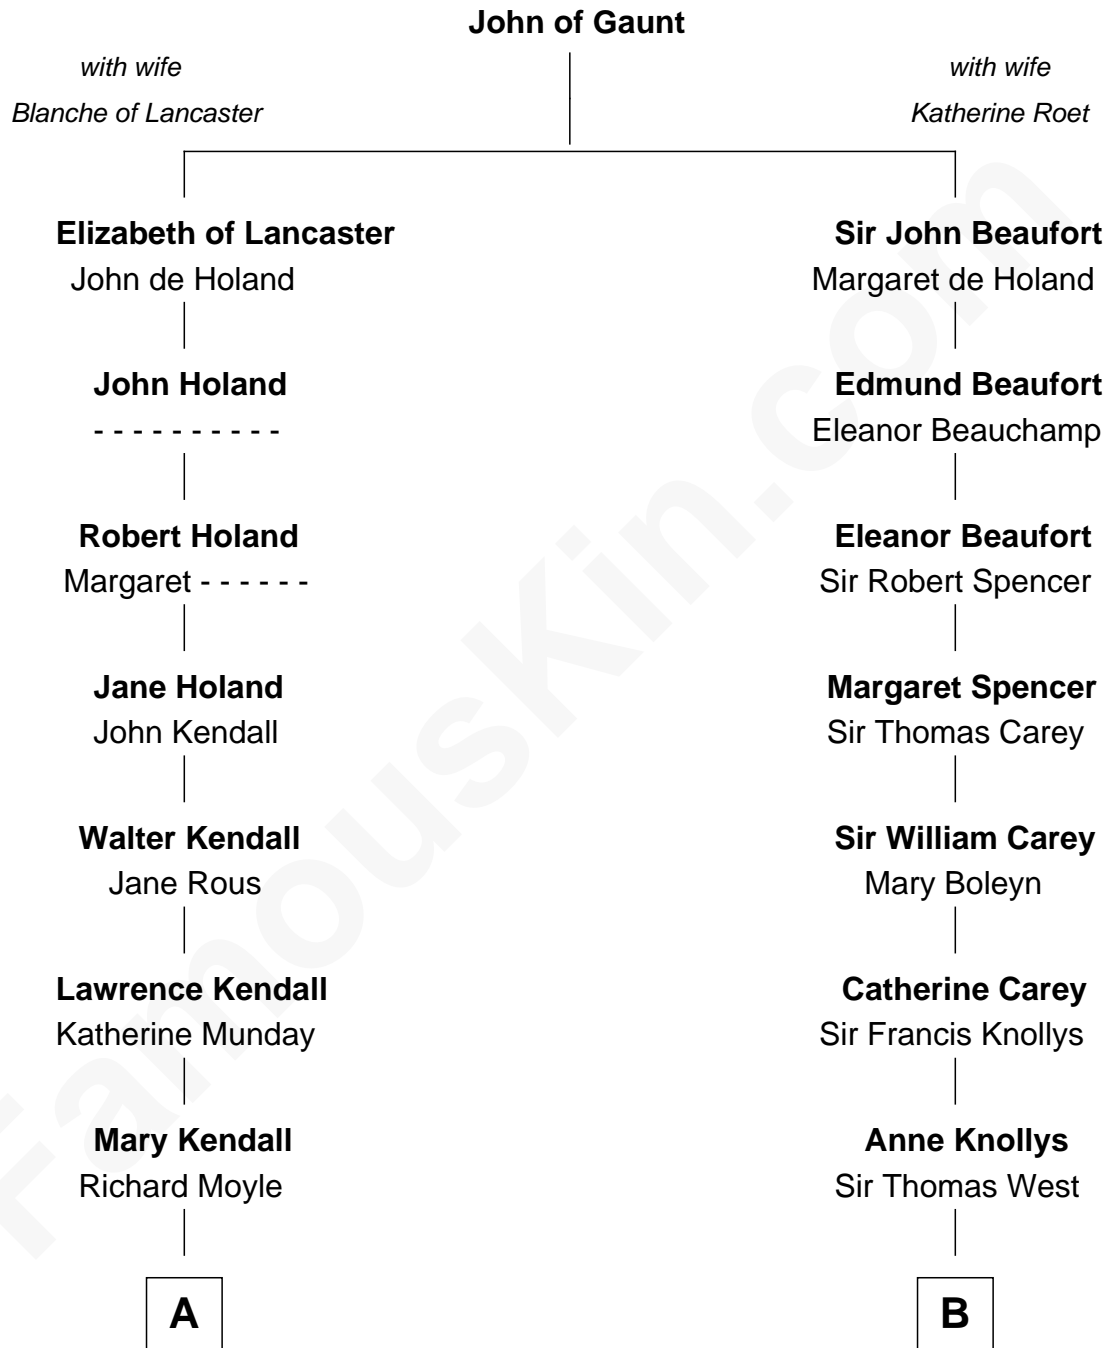 John of Gaunt
with wife
Blanche of Lancaster
with wife
Katherine Roet
Elizabeth of Lancaster
John de Holand
Sir John Beaufort
Margaret de Holand
John Holand
- - - - - - - - - -
Edmund Beaufort
Eleanor Beauchamp
Robert Holand
Margaret - - - - - -
Eleanor Beaufort
Sir Robert Spencer
Jane Holand
John Kendall
Margaret Spencer
Sir Thomas Carey
Walter Kendall
Jane Rous
Sir William Carey
Mary Boleyn
Lawrence Kendall
Katherine Munday
Catherine Carey
Sir Francis Knollys
Mary Kendall
Richard Moyle
Anne Knollys
Sir Thomas West
A
B
FamousKin.com